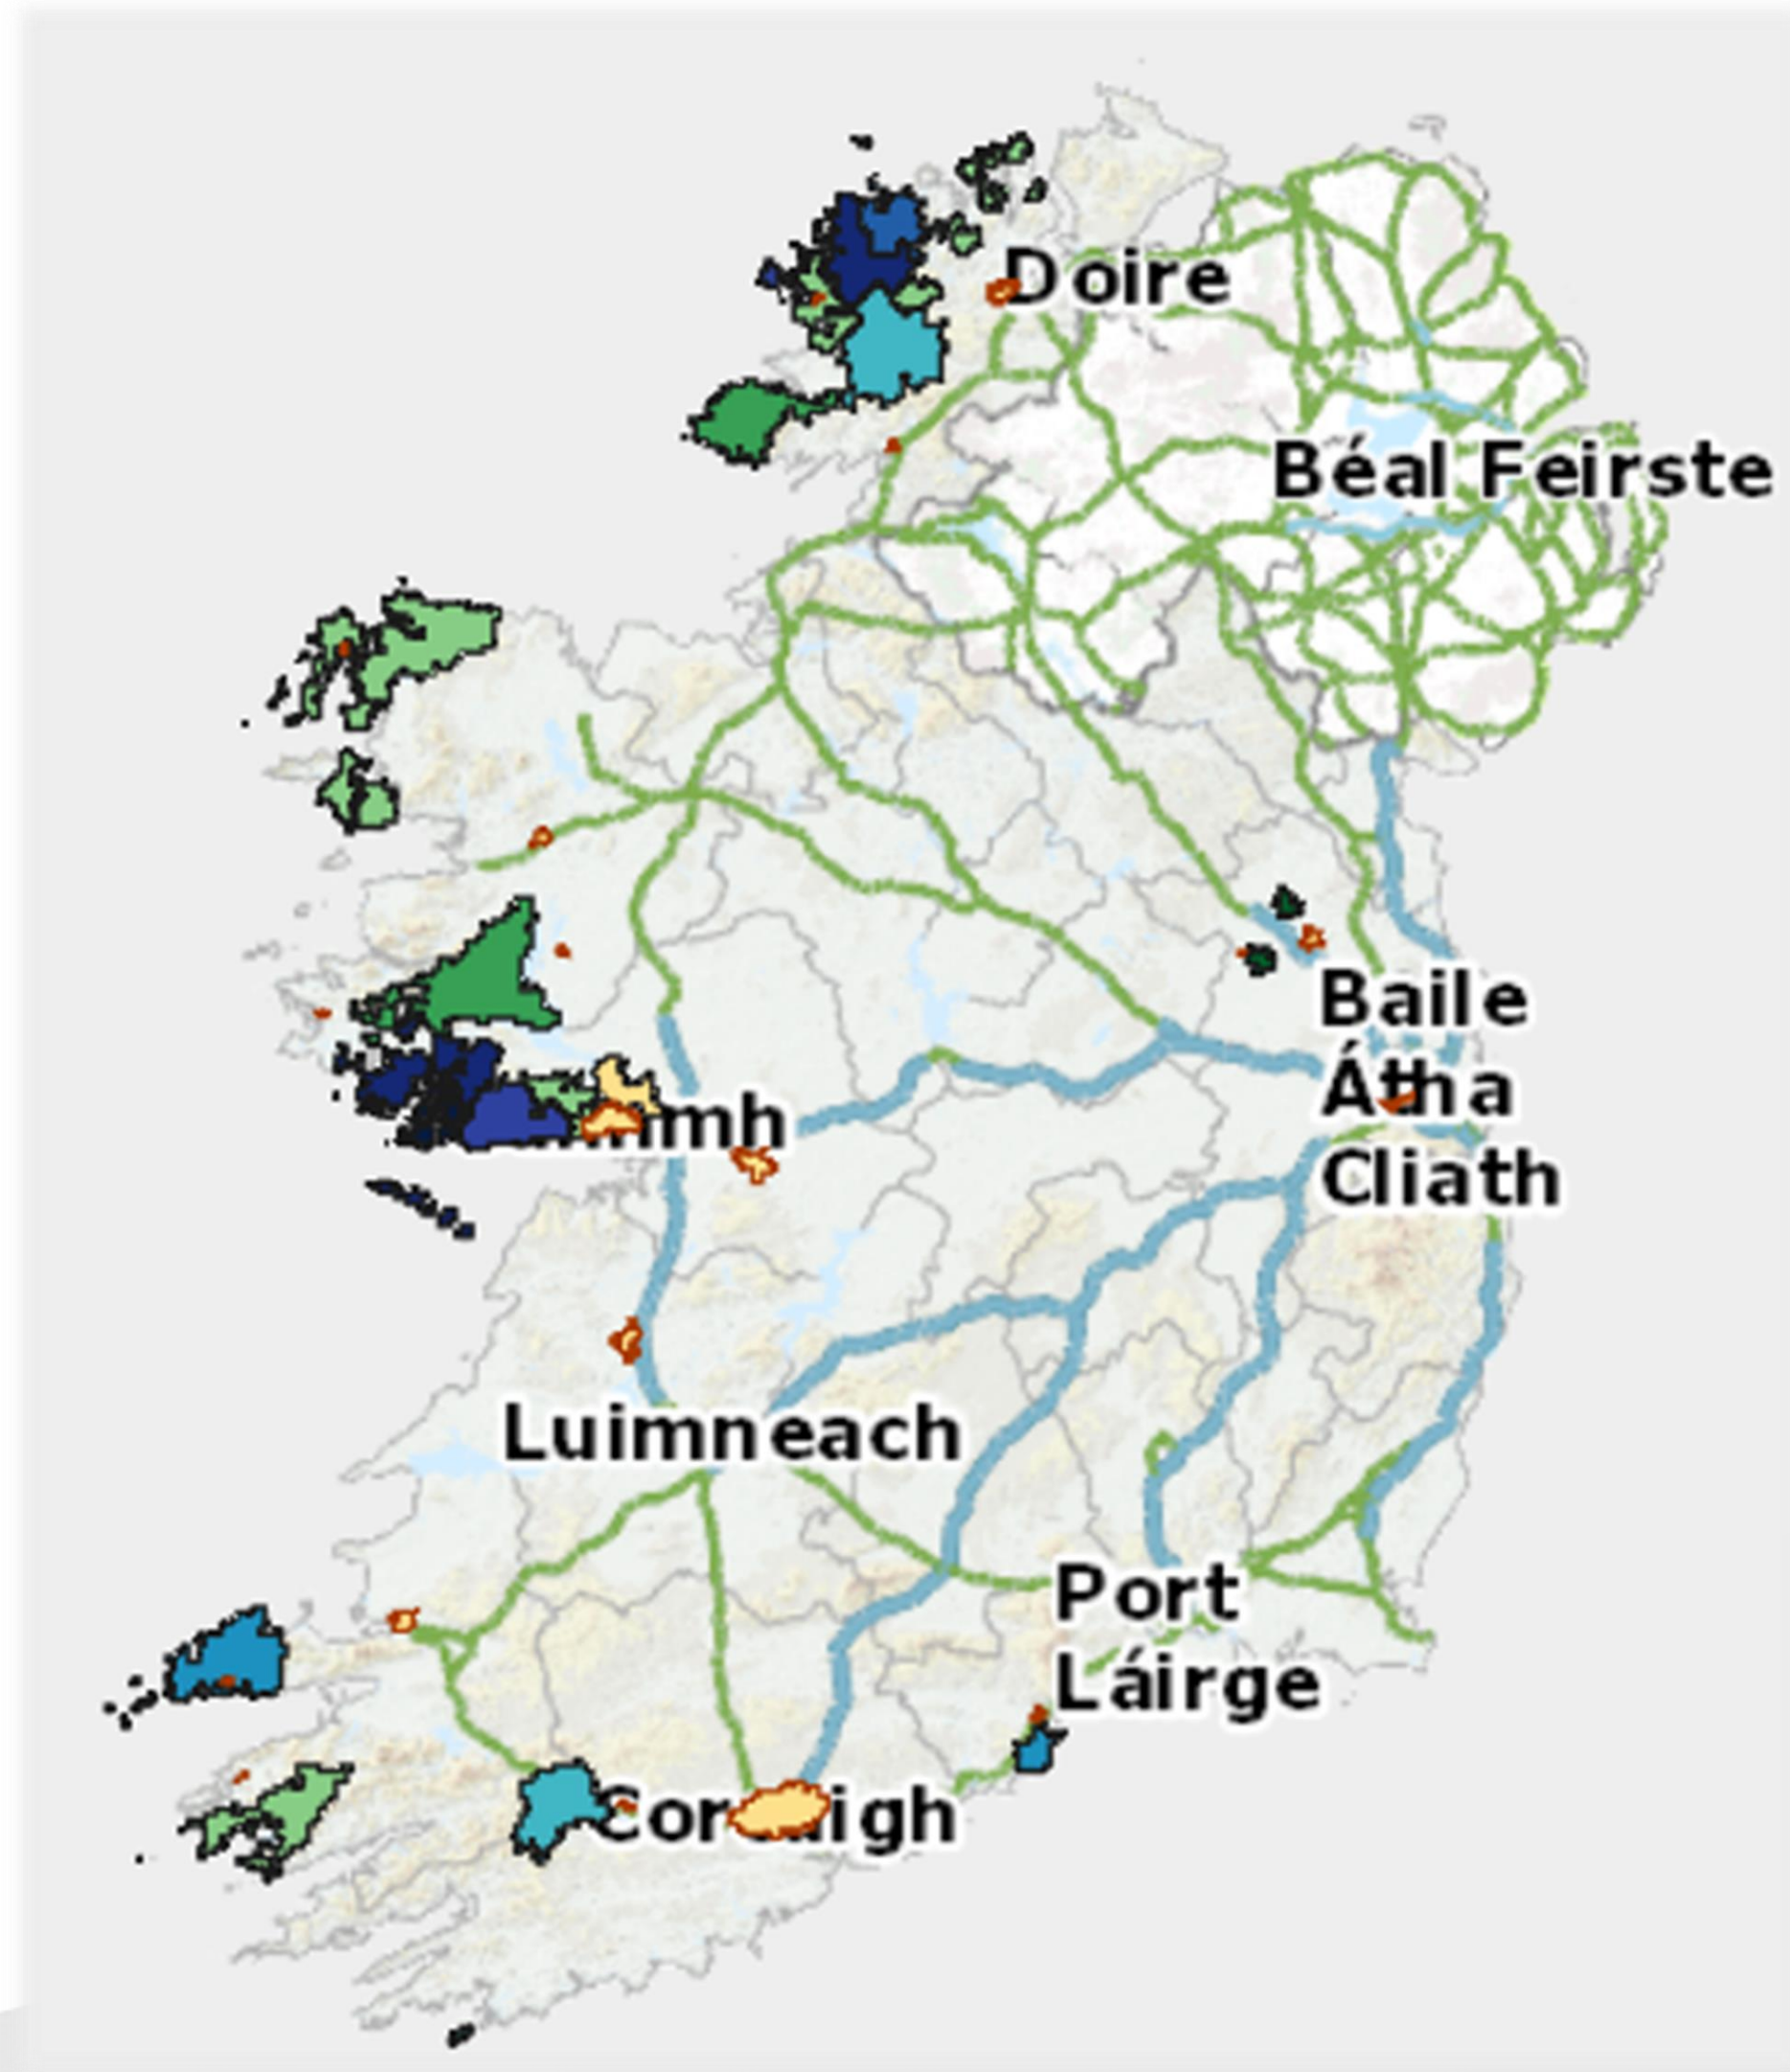 Doire
Béal Feirste
Baile
Átha
Cliath
Luimneach
Port
Láirge